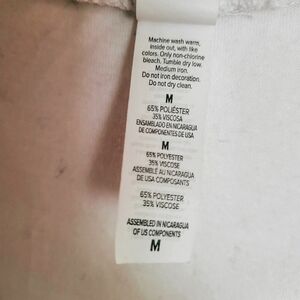 Machine wash warm,
inside out, with like
colors. Only non-chlorine
bleach. Tumble dry low.
Medium iron.
Do not iron decoration.
Do not dry clean.
M
65% POLIÉSTER
35% VISCOSA
ENSAMBLADO EN NICARAGUA
DE COMPONENTES DE USA
M
65% POLYESTER
35% VISCOSE
ASSEMBLÉ AU NICARAGUA
DE USA COMPOSANTS
65% POLYESTER
35% VISCOSE
ASSEMBLED IN NICARAGUA
OF US COMPONENTS
M